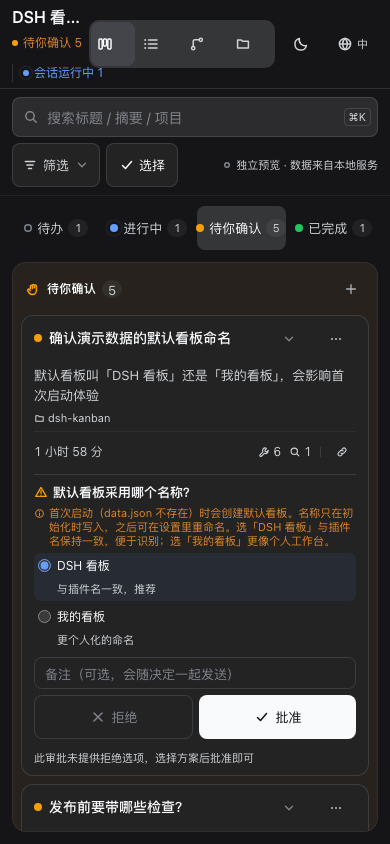 DSH 看...
待你确认 5
会话运行中 1
中
搜索标题 / 摘要 / 项目
⌘K
筛选
选择
独立预览 · 数据来自本地服务
待办 1
进行中 1
待你确认 5
已完成 1
待你确认 5
确认演示数据的默认看板命名
默认看板叫「DSH 看板」还是「我的看板」，会影响首
次启动体验
dsh-kanban
1 小时 58 分
6
1
默认看板采用哪个名称?
首次启动（data.json 不存在）时会创建默认看板。名称只在初
始化时写入，之后可在设置里重命名。选「DSH 看板」与插件
名保持一致，便于识别；选「我的看板」更像个人工作台。
DSH 看板
与插件名一致，推荐
我的看板
更个人化的命名
备注（可选，会随决定一起发送）
拒绝
批准
此审批未提供拒绝选项，选择方案后批准即可
发布前要带哪些检查?